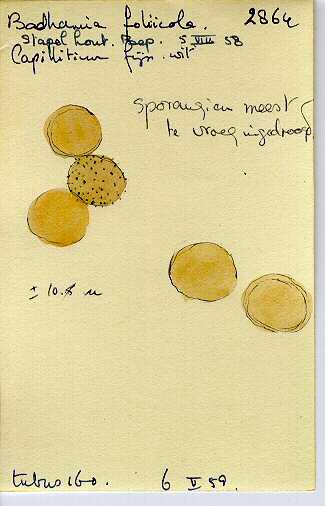 Badhamia foliicola. 2864
Stapel hout. Paap. 5 VIII 58
Capillitium fijn. wit
Sporangien meest
te vroeg ingedroogd
± 10.8 u
tubus 160. 6 V 59.